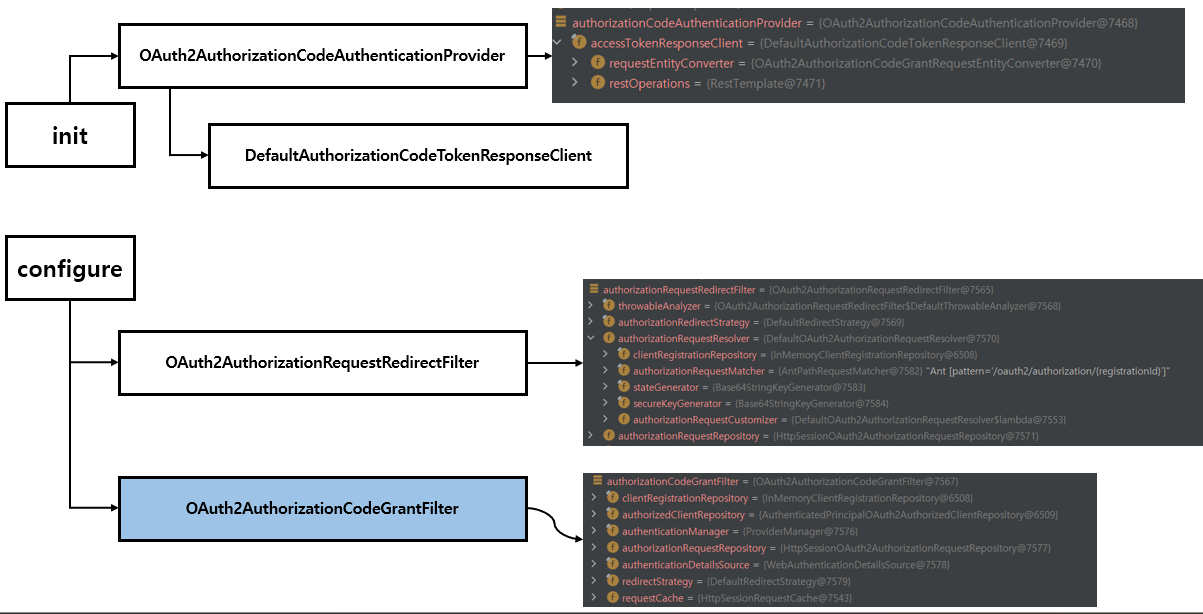 init
OAuth2AuthorizationCodeAuthenticationProvider
DefaultAuthorizationCodeTokenResponseClient
authorizationCodeAuthenticationProvider = {OAuth2AuthorizationCodeAuthenticationProvider@7468}
accessTokenResponseClient = {DefaultAuthorizationCodeTokenResponseClient@7469}
requestEntityConverter = {OAuth2AuthorizationCodeGrantRequestEntityConverter@7470}
restOperations = {RestTemplate@7471}
configure
OAuth2AuthorizationRequestRedirectFilter
authorizationRequestRedirectFilter = {OAuth2AuthorizationRequestRedirectFilter@7565}
throwableAnalyzer = {OAuth2AuthorizationRequestRedirectFilter$DefaultThrowableAnalyzer@7568}
authorizationRedirectStrategy = {DefaultRedirectStrategy@7569}
authorizationRequestResolver = {DefaultOAuth2AuthorizationRequestResolver@7570}
clientRegistrationRepository = {InMemoryClientRegistrationRepository@6508}
authorizationRequestMatcher = {AntPathRequestMatcher@7582} "Ant [pattern='/oauth2/authorization/{registrationId}']"
stateGenerator = {Base64StringKeyGenerator@7583}
secureKeyGenerator = {Base64StringKeyGenerator@7584}
authorizationRequestCustomizer = {DefaultOAuth2AuthorizationRequestResolver$lambda@7553}
authorizationRequestRepository = {HttpSessionOAuth2AuthorizationRequestRepository@7571}
OAuth2AuthorizationCodeGrantFilter
authorizationCodeGrantFilter = {OAuth2AuthorizationCodeGrantFilter@7567}
clientRegistrationRepository = {InMemoryClientRegistrationRepository@6508}
authorizedClientRepository = {AuthenticatedPrincipalOAuth2AuthorizedClientRepository@6509}
authenticationManager = {ProviderManager@7576}
authorizationRequestRepository = {HttpSessionOAuth2AuthorizationRequestRepository@7577}
authenticationDetailsSource = {WebAuthenticationDetailsSource@7578}
redirectStrategy = {DefaultRedirectStrategy@7579}
requestCache = {HttpSessionRequestCache@7543}